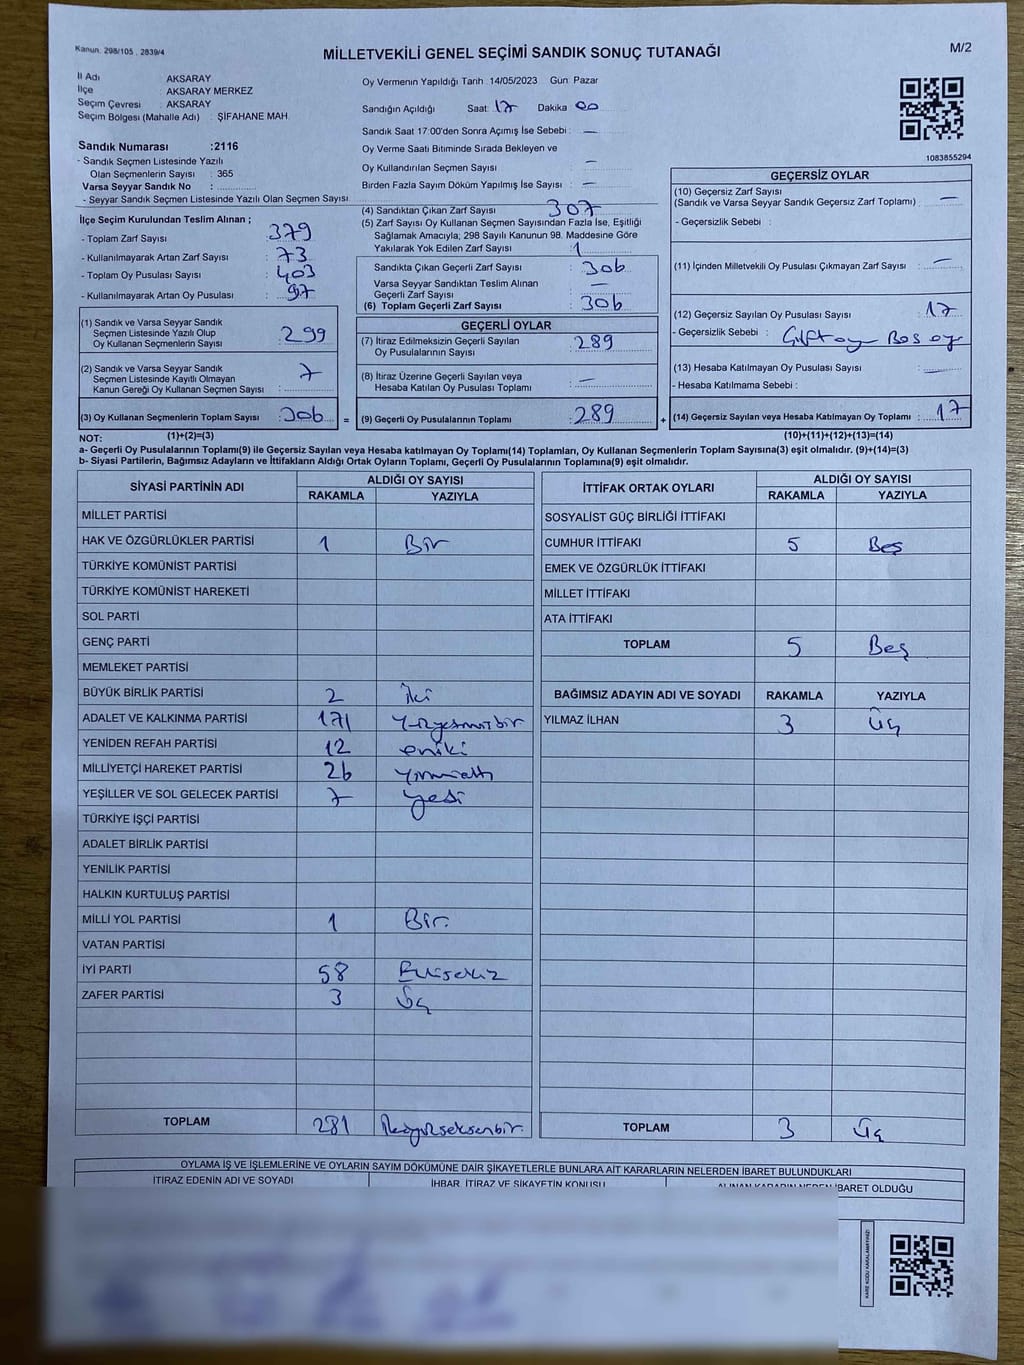 Kanun: 298/105 , 2839/4
MİLLETVEKİLİ GENEL SEÇİMİ SANDIK SONUÇ TUTANAĞI
M/2
İl Adı : AKSARAY
İlçe : AKSARAY MERKEZ
Seçim Çevresi : AKSARAY
Seçim Bölgesi (Mahalle Adı) : ŞİFAHANE MAH.
Sandık Numarası :2116
- Sandık Seçmen Listesinde Yazılı
Olan Seçmenlerin Sayısı : 365
Varsa Seyyar Sandık No : ..............
- Seyyar Sandık Seçmen Listesinde Yazılı Olan Seçmen Sayısı
Oy Vermenin Yapıldığı Tarih :14/05/2023 Gün: Pazar
Sandığın Açıldığı Saat: 17 Dakika: 00
Sandık Saat 17:00'den Sonra Açımış İse Sebebi : —
Oy Verme Saati Bitiminde Sırada Bekleyen ve
Oy Kullandırılan Seçmen Sayısı : —
Birden Fazla Sayım Döküm Yapılmış İse Sayısı : —
1083855294
İlçe Seçim Kurulundan Teslim Alınan ;
- Toplam Zarf Sayısı : 379
- Kullanılmayarak Artan Zarf Sayısı : 73
- Toplam Oy Pusulası Sayısı : 403
- Kullanılmayarak Artan Oy Pusulası : 97
(1) Sandık ve Varsa Seyyar Sandık
Seçmen Listesinde Yazılı Olup
Oy Kullanan Seçmenlerin Sayısı : 299
(2) Sandık ve Varsa Seyyar Sandık
Seçmen Listesinde Kayıtlı Olmayan
Kanun Gereği Oy Kullanan Seçmen Sayısı : 7
(3) Oy Kullanan Seçmenlerin Toplam Sayısı : 306 =
(4) Sandıktan Çıkan Zarf Sayısı : 307
(5) Zarf Sayısı Oy Kullanan Seçmen Sayısından Fazla İse, Eşitliği
Sağlamak Amacıyla; 298 Sayılı Kanunun 98. Maddesine Göre
Yakılarak Yok Edilen Zarf Sayısı : 1
Sandıkta Çıkan Geçerli Zarf Sayısı : 306
Varsa Seyyar Sandıktan Teslim Alınan
Geçerli Zarf Sayısı : —
(6) Toplam Geçerli Zarf Sayısı : 306
GEÇERLİ OYLAR
(7) İtiraz Edilmeksizin Geçerli Sayılan
Oy Pusulalarının Sayısı : 289
(8) İtiraz Üzerine Geçerli Sayılan veya
Hesaba Katılan Oy Pusulası Toplamı : —
(9) Geçerli Oy Pusulalarının Toplamı : 289 +
GEÇERSİZ OYLAR
(10) Geçersiz Zarf Sayısı
(Sandık ve Varsa Seyyar Sandık Geçersiz Zarf Toplamı) : —
- Geçersizlik Sebebi :
(11) İçinden Milletvekili Oy Pusulası Çıkmayan Zarf Sayısı : —
(12) Geçersiz Sayılan Oy Pusulası Sayısı : 17
- Geçersizlik Sebebi : Çift oy — Boş oy
(13) Hesaba Katılmayan Oy Pusulası Sayısı : —
- Hesaba Katılmama Sebebi :
(14) Geçersiz Sayılan veya Hesaba Katılmayan Oy Toplamı : 17
NOT: (1)+(2)=(3) (10)+(11)+(12)+(13)=(14)
a- Geçerli Oy Pusulalarının Toplamı(9) ile Geçersiz Sayılan veya Hesaba katılmayan Oy Toplamı(14) Toplamları, Oy Kullanan Seçmenlerin Toplam Sayısına(3) eşit olmalıdır. (9)+(14)=(3)
b- Siyasi Partilerin, Bağımsız Adayların ve İttifakların Aldığı Ortak Oyların Toplamı, Geçerli Oy Pusulalarının Toplamına(9) eşit olmalıdır.
SİYASİ PARTİNİN ADI ALDIĞI OY SAYISI
RAKAMLA YAZIYLA
MİLLET PARTİSİ
HAK VE ÖZGÜRLÜKLER PARTİSİ 1 Bir
TÜRKİYE KOMÜNİST PARTİSİ
TÜRKİYE KOMÜNİST HAREKETİ
SOL PARTİ
GENÇ PARTİ
MEMLEKET PARTİSİ
BÜYÜK BİRLİK PARTİSİ 2 İki
ADALET VE KALKINMA PARTİSİ 171 Yüzyetmişbir
YENİDEN REFAH PARTİSİ 12 oniki
MİLLİYETÇİ HAREKET PARTİSİ 26 yirmialtı
YEŞİLLER VE SOL GELECEK PARTİSİ 7 yedi
TÜRKİYE İŞÇİ PARTİSİ
ADALET BİRLİK PARTİSİ
YENİLİK PARTİSİ
HALKIN KURTULUŞ PARTİSİ
MİLLİ YOL PARTİSİ 1 Bir.
VATAN PARTİSİ
İYİ PARTİ 58 Ellisekiz
ZAFER PARTİSİ 3 Üç
TOPLAM 281 İkiyüzseksenbir.
İTTİFAK ORTAK OYLARI ALDIĞI OY SAYISI
RAKAMLA YAZIYLA
SOSYALİST GÜÇ BİRLİĞİ İTTİFAKI
CUMHUR İTTİFAKI 5 Beş
EMEK VE ÖZGÜRLÜK İTTİFAKI
MİLLET İTTİFAKI
ATA İTTİFAKI
TOPLAM 5 Beş
BAĞIMSIZ ADAYIN ADI VE SOYADI RAKAMLA YAZIYLA
YILMAZ İLHAN 3 Üç
TOPLAM 3 Üç
OYLAMA İŞ VE İŞLEMLERİNE VE OYLARIN SAYIM DÖKÜMÜNE DAİR ŞİKAYETLERLE BUNLARA AİT KARARLARIN NELERDEN İBARET BULUNDUKLARI
İTİRAZ EDENİN ADI VE SOYADI İHBAR, İTİRAZ VE ŞİKAYETİN KONUSU ALINAN KARARIN NEDEN İBARET OLDUĞU
KARE KODU KARALAMAYINIZ!